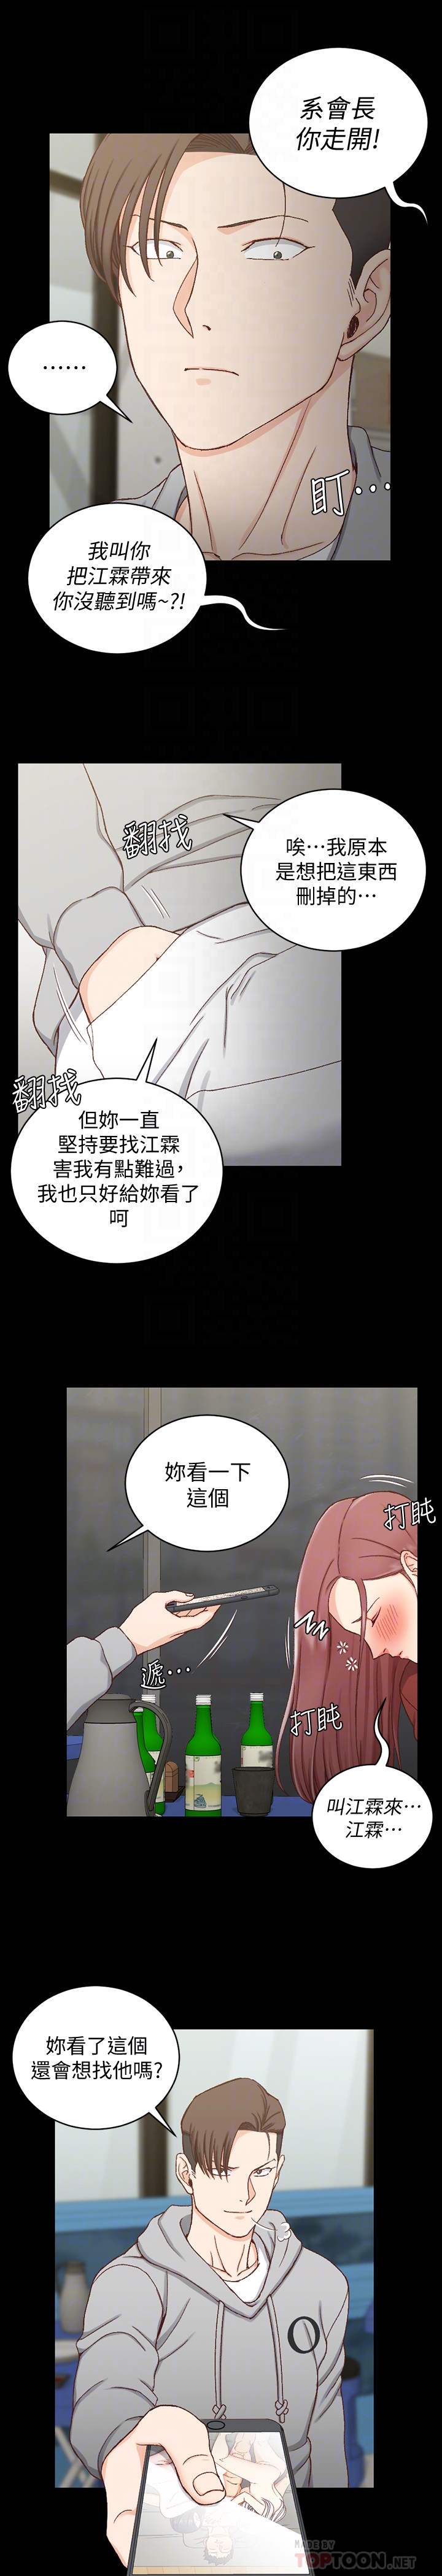 系會長
你走開!
……
盯…
我叫你
把江霖帶來
你沒聽到嗎~?!
翻找
唉…我原本
是想把這東西
刪掉的…
翻找
但妳一直
堅持要找江霖
害我有點難過,
我也只好給妳看了
呵
妳看一下
這個
打盹
遞…
打盹
叫江霖來…
江霖…
妳看了這個
還會想找他嗎?
O
MADE BY
TOPTOON.NET